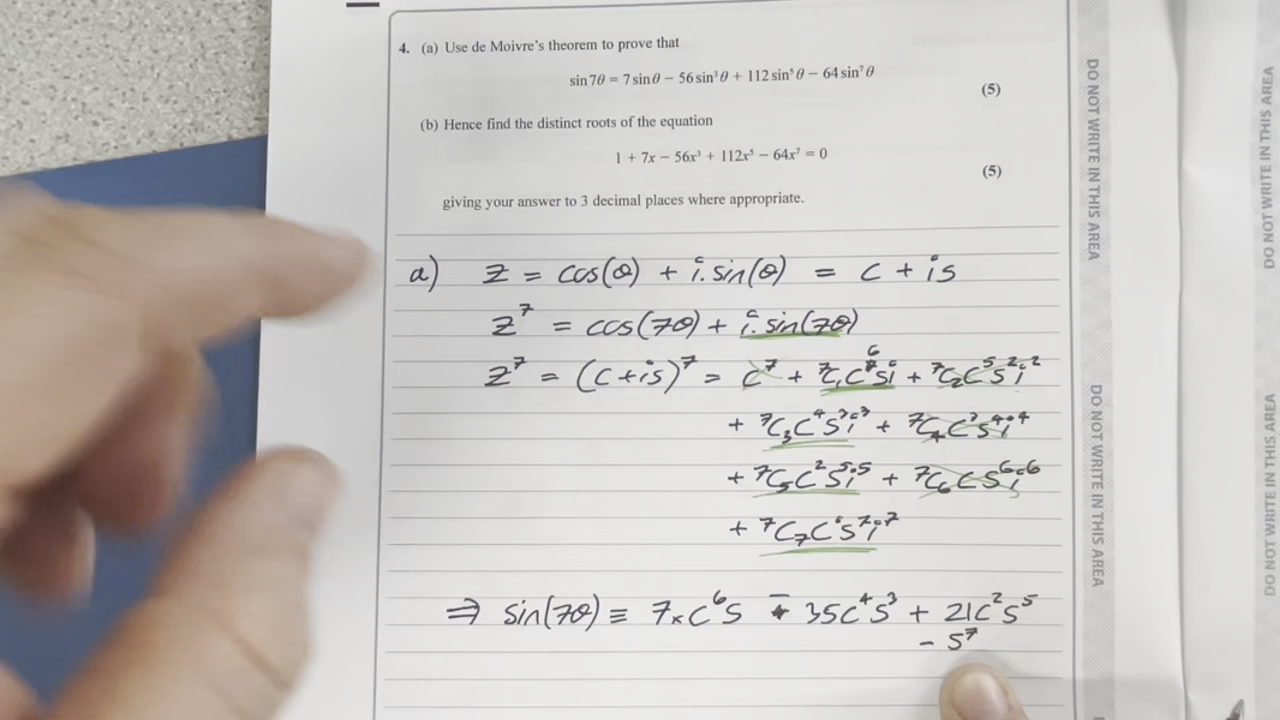 4. (a) Use de Moivre's theorem to prove that
sin 7θ = 7 sin θ − 56 sin³ θ + 112 sin⁵ θ − 64 sin⁷ θ
(5)
(b) Hence find the distinct roots of the equation
1 + 7x − 56x³ + 112x⁵ − 64x⁷ = 0
(5)
giving your answer to 3 decimal places where appropriate.
a) z = cos(θ) + i.sin(θ) = c + is
z⁷ = cos(7θ) + i.sin(7θ)
z⁷ = (c+is)⁷ = c⁷ + ⁷C₁c⁶si + ⁷C₂c⁵s²i²
+ ⁷C₃c⁴s³i³ + ⁷C₄c³s⁴i⁴
+ ⁷C₅c²s⁵i⁵ + ⁷C₆cs⁶i⁶
+ ⁷C₇c⁰s⁷i⁷
⇒ sin(7θ) ≡ 7×c⁶s − 35c⁴s³ + 21c²s⁵
− s⁷
DO NOT WRITE IN THIS AREA
DO NOT WRITE IN THIS AREA
DO NOT WRITE IN THIS AREA
DO NOT WRITE IN THIS AREA